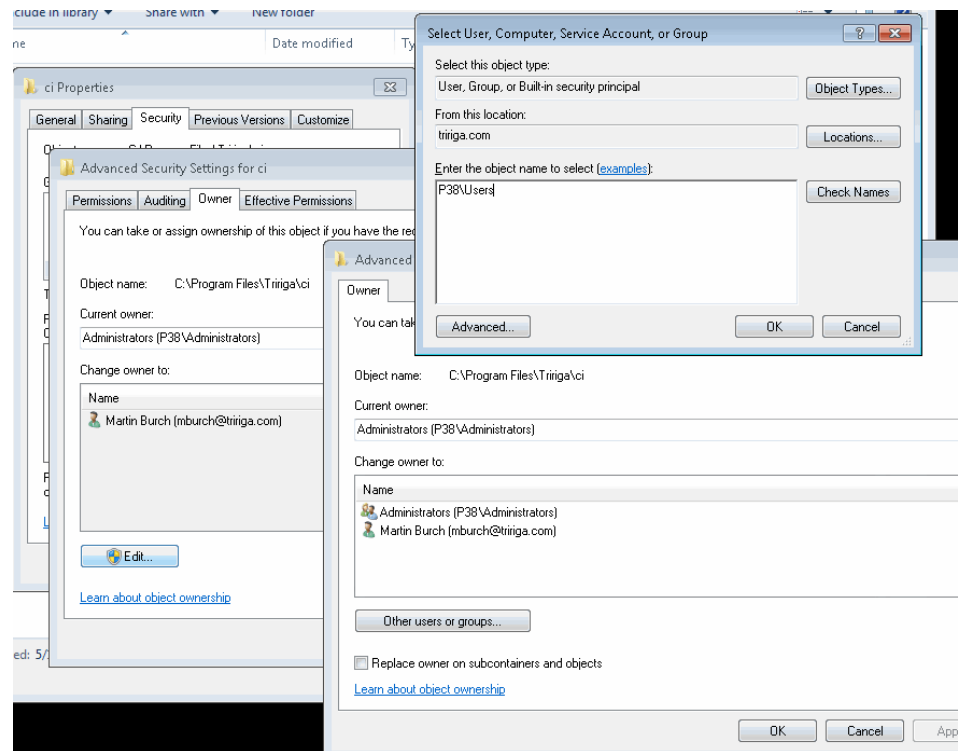 clude in library Share with New folder
Date modified
Select User, Computer, Service Account, or Group
Select this object type:
User, Group, or Built-in security principal
Object Types...
From this location:
tririga.com
Locations...
Enter the object name to select (examples):
P38\Users
Check Names
Advanced...
OK Cancel
ci Properties
General Sharing Security Previous Versions Customize
Advanced Security Settings for ci
Permissions Auditing Owner Effective Permissions
You can take or assign ownership of this object if you have the
Object name: C:\Program Files\Tririga\ci
Current owner:
Administrators (P38\Administrators)
Change owner to:
Name
Martin Burch (mburch@tririga.com)
Edit...
Learn about object ownership
ed: 5/
Advanced
Owner
You can
Object name: C:\Program Files\Tririga\ci
Current owner:
Administrators (P38\Administrators)
Change owner to:
Name
Administrators (P38\Administrators)
Martin Burch (mburch@tririga.com)
Other users or groups...
Replace owner on subcontainers and objects
Learn about object ownership
OK Cancel App